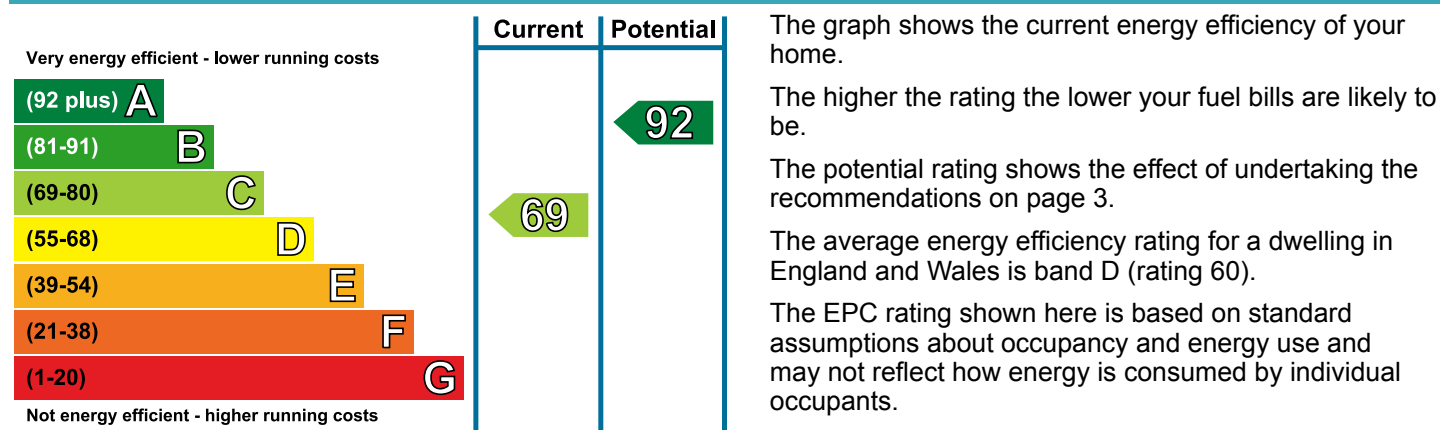 Current Potential
Very energy efficient - lower running costs
(92 plus) A
(81-91) B
(69-80) C
(55-68) D
(39-54) E
(21-38) F
(1-20) G
Not energy efficient - higher running costs
69
92
The graph shows the current energy efficiency of your
home.
The higher the rating the lower your fuel bills are likely to
be.
The potential rating shows the effect of undertaking the
recommendations on page 3.
The average energy efficiency rating for a dwelling in
England and Wales is band D (rating 60).
The EPC rating shown here is based on standard
assumptions about occupancy and energy use and
may not reflect how energy is consumed by individual
occupants.